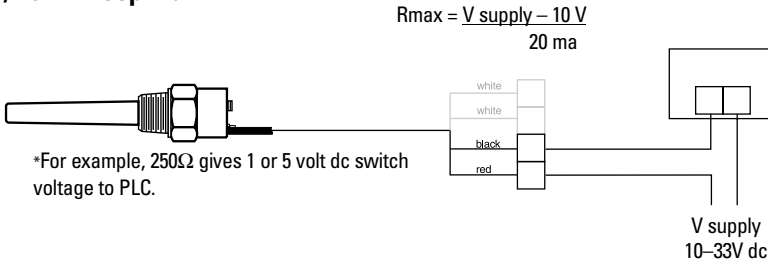 Rmax = V supply – 10 V
20 ma
white
white
black
red
*For example, 250Ω gives 1 or 5 volt dc switch
voltage to PLC.
V supply
10–33V dc